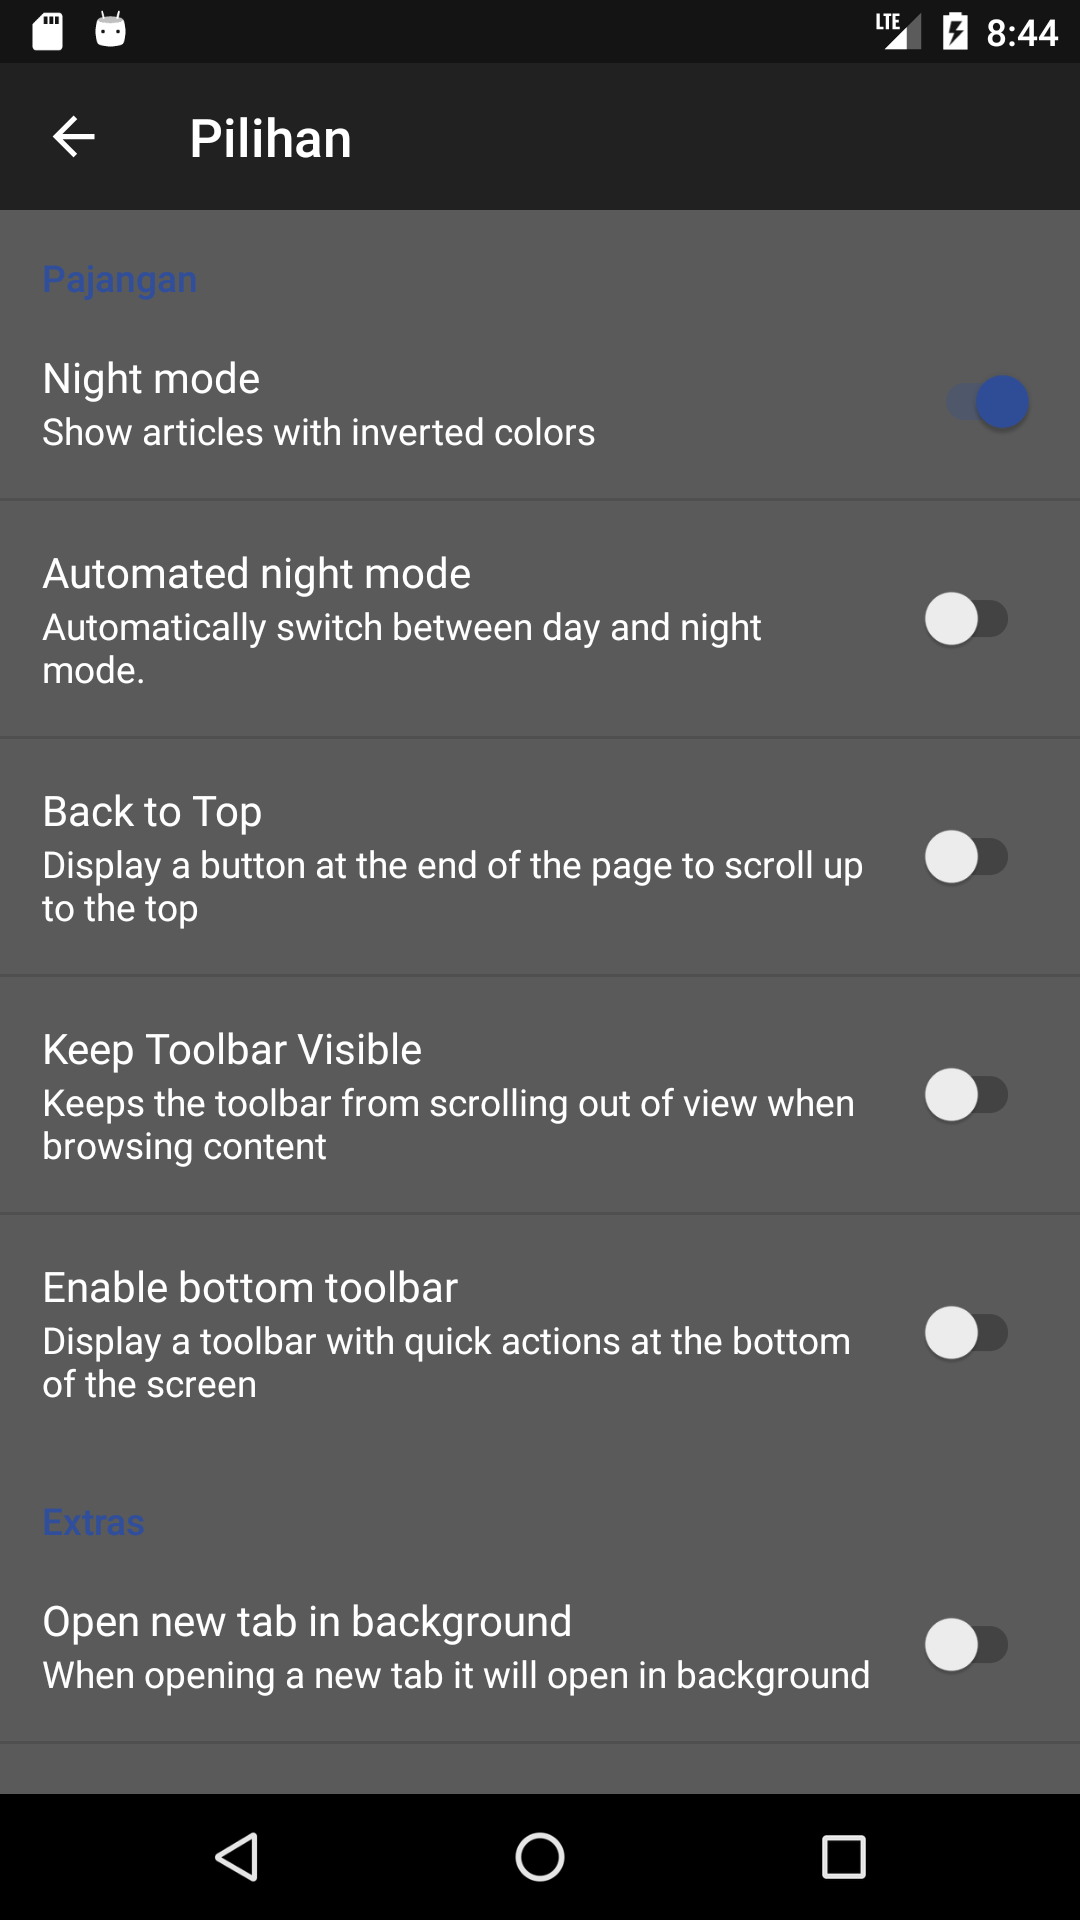 LTE 8:44
Pilihan
Pajangan
Night mode
Show articles with inverted colors
Automated night mode
Automatically switch between day and night
mode.
Back to Top
Display a button at the end of the page to scroll up
to the top
Keep Toolbar Visible
Keeps the toolbar from scrolling out of view when
browsing content
Enable bottom toolbar
Display a toolbar with quick actions at the bottom
of the screen
Extras
Open new tab in background
When opening a new tab it will open in background